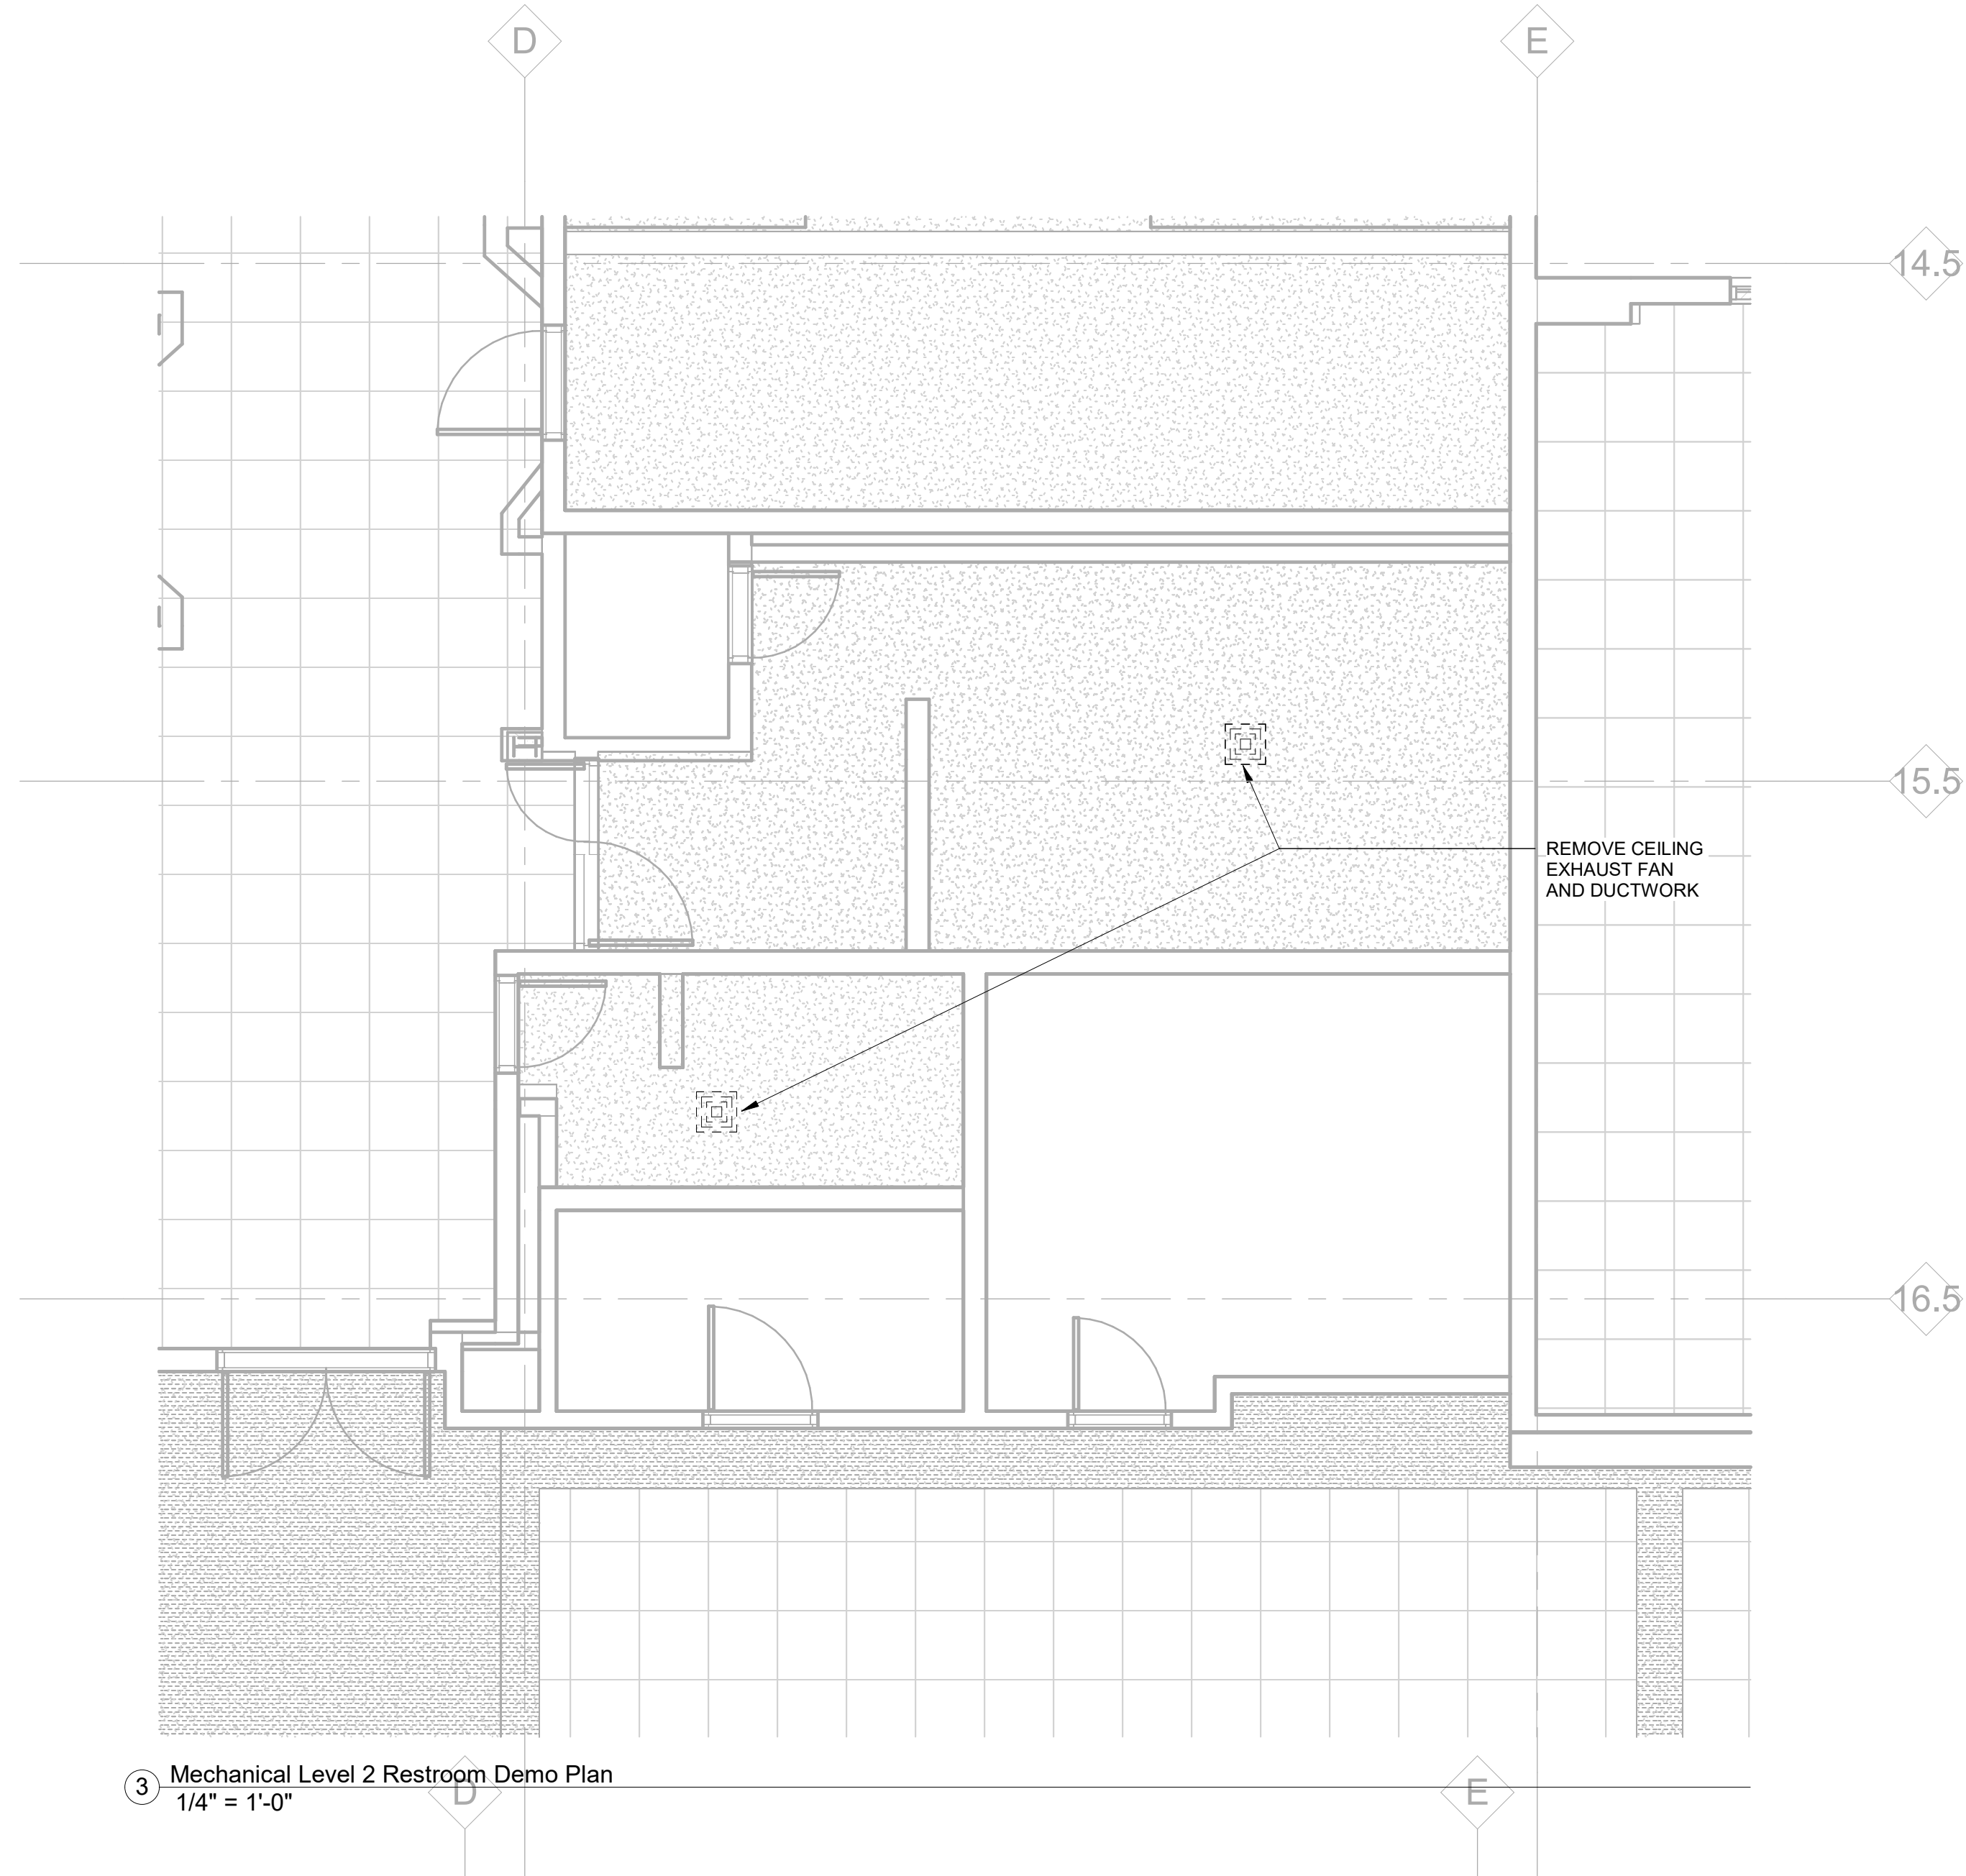 D
E
14.5
15.5
REMOVE CEILING
EXHAUST FAN
AND DUCTWORK
16.5
3
Mechanical Level 2 Restroom Demo Plan
1/4" = 1'-0"
D
E